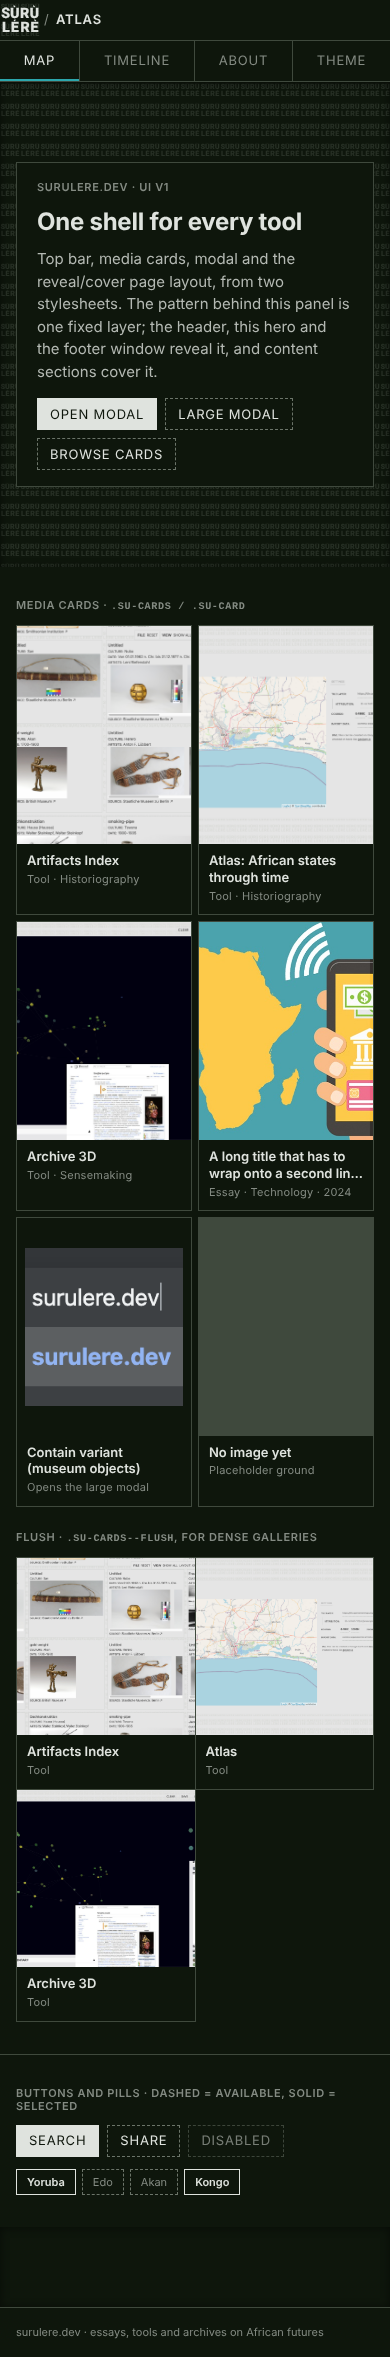 SÙRÚ
LÉRÈ / ATLAS
MAP TIMELINE ABOUT THEME
SURULERE.DEV · UI V1
One shell for every tool
Top bar, media cards, modal and the
reveal/cover page layout, from two
stylesheets. The pattern behind this panel is
one fixed layer; the header, this hero and
the footer window reveal it, and content
sections cover it.
OPEN MODAL LARGE MODAL
BROWSE CARDS
MEDIA CARDS · .SU-CARDS / .SU-CARD
Artifacts Index
Tool · Historiography
Atlas: African states
through time
Tool · Historiography
Archive 3D
Tool · Sensemaking
A long title that has to
wrap onto a second lin...
Essay · Technology · 2024
surulere.dev
surulere.dev
Contain variant
(museum objects)
Opens the large modal
No image yet
Placeholder ground
FLUSH · .SU-CARDS--FLUSH, FOR DENSE GALLERIES
Artifacts Index
Tool
Atlas
Tool
Archive 3D
Tool
BUTTONS AND PILLS · DASHED = AVAILABLE, SOLID =
SELECTED
SEARCH SHARE DISABLED
Yoruba Edo Akan Kongo
surulere.dev · essays, tools and archives on African futures